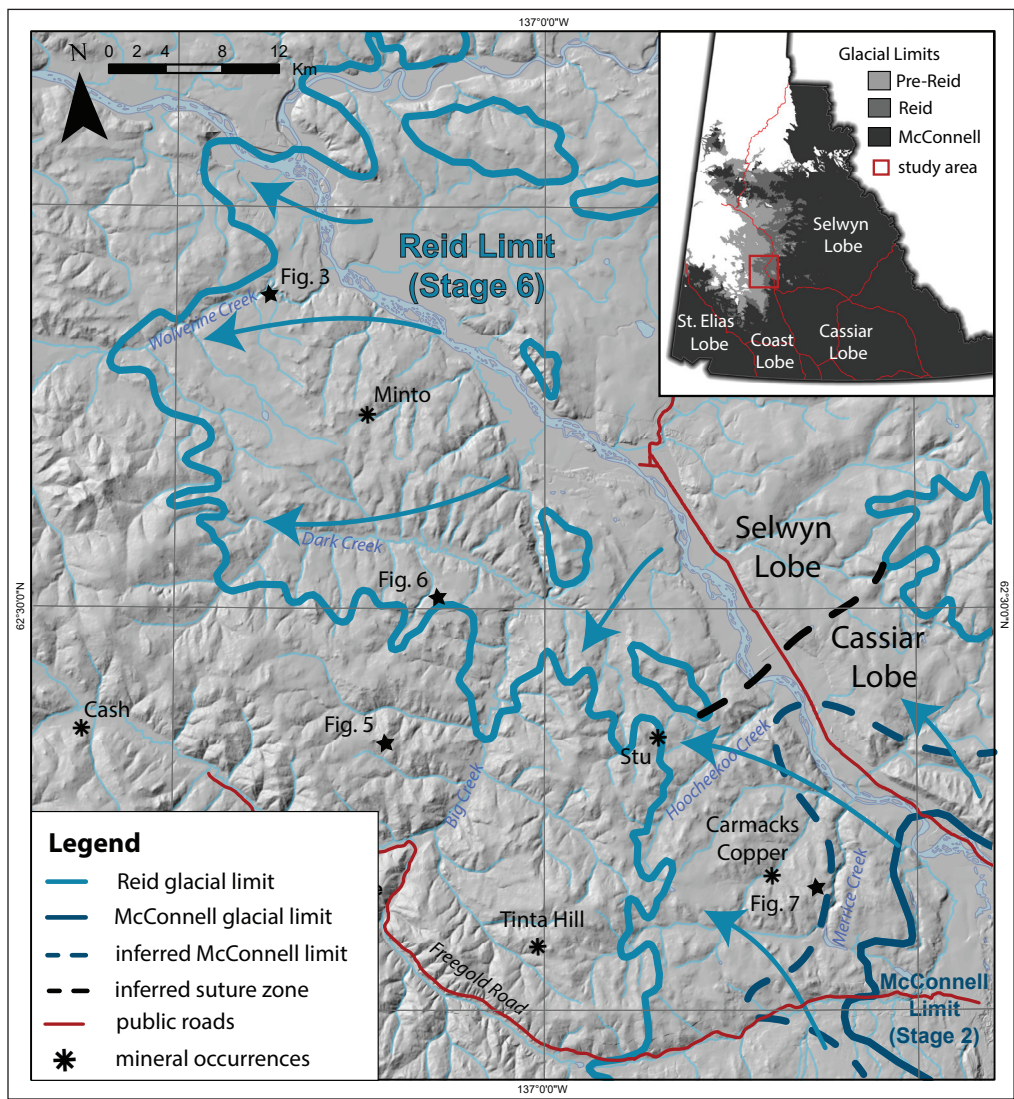 137°0'0"W
N
0 2 4 8 12
Km
Glacial Limits
Pre-Reid
Reid
McConnell
study area
Selwyn
Lobe
St. Elias
Lobe
Coast
Lobe
Cassiar
Lobe
Reid Limit
(Stage 6)
Fig. 3
Wolverine Creek
Minto
Dark Creek
Selwyn
Lobe
Fig. 6
62°30'0"N
62°30'0"N
Cassiar
Lobe
Cash
Fig. 5
Stu
Hoocheekoo Creek
Big Creek
Carmacks
Copper
Fig. 7
Merrice Creek
Tinta Hill
Freegold Road
McConnell
Limit
(Stage 2)
Legend
Reid glacial limit
McConnell glacial limit
inferred McConnell limit
inferred suture zone
public roads
mineral occurrences
137°0'0"W